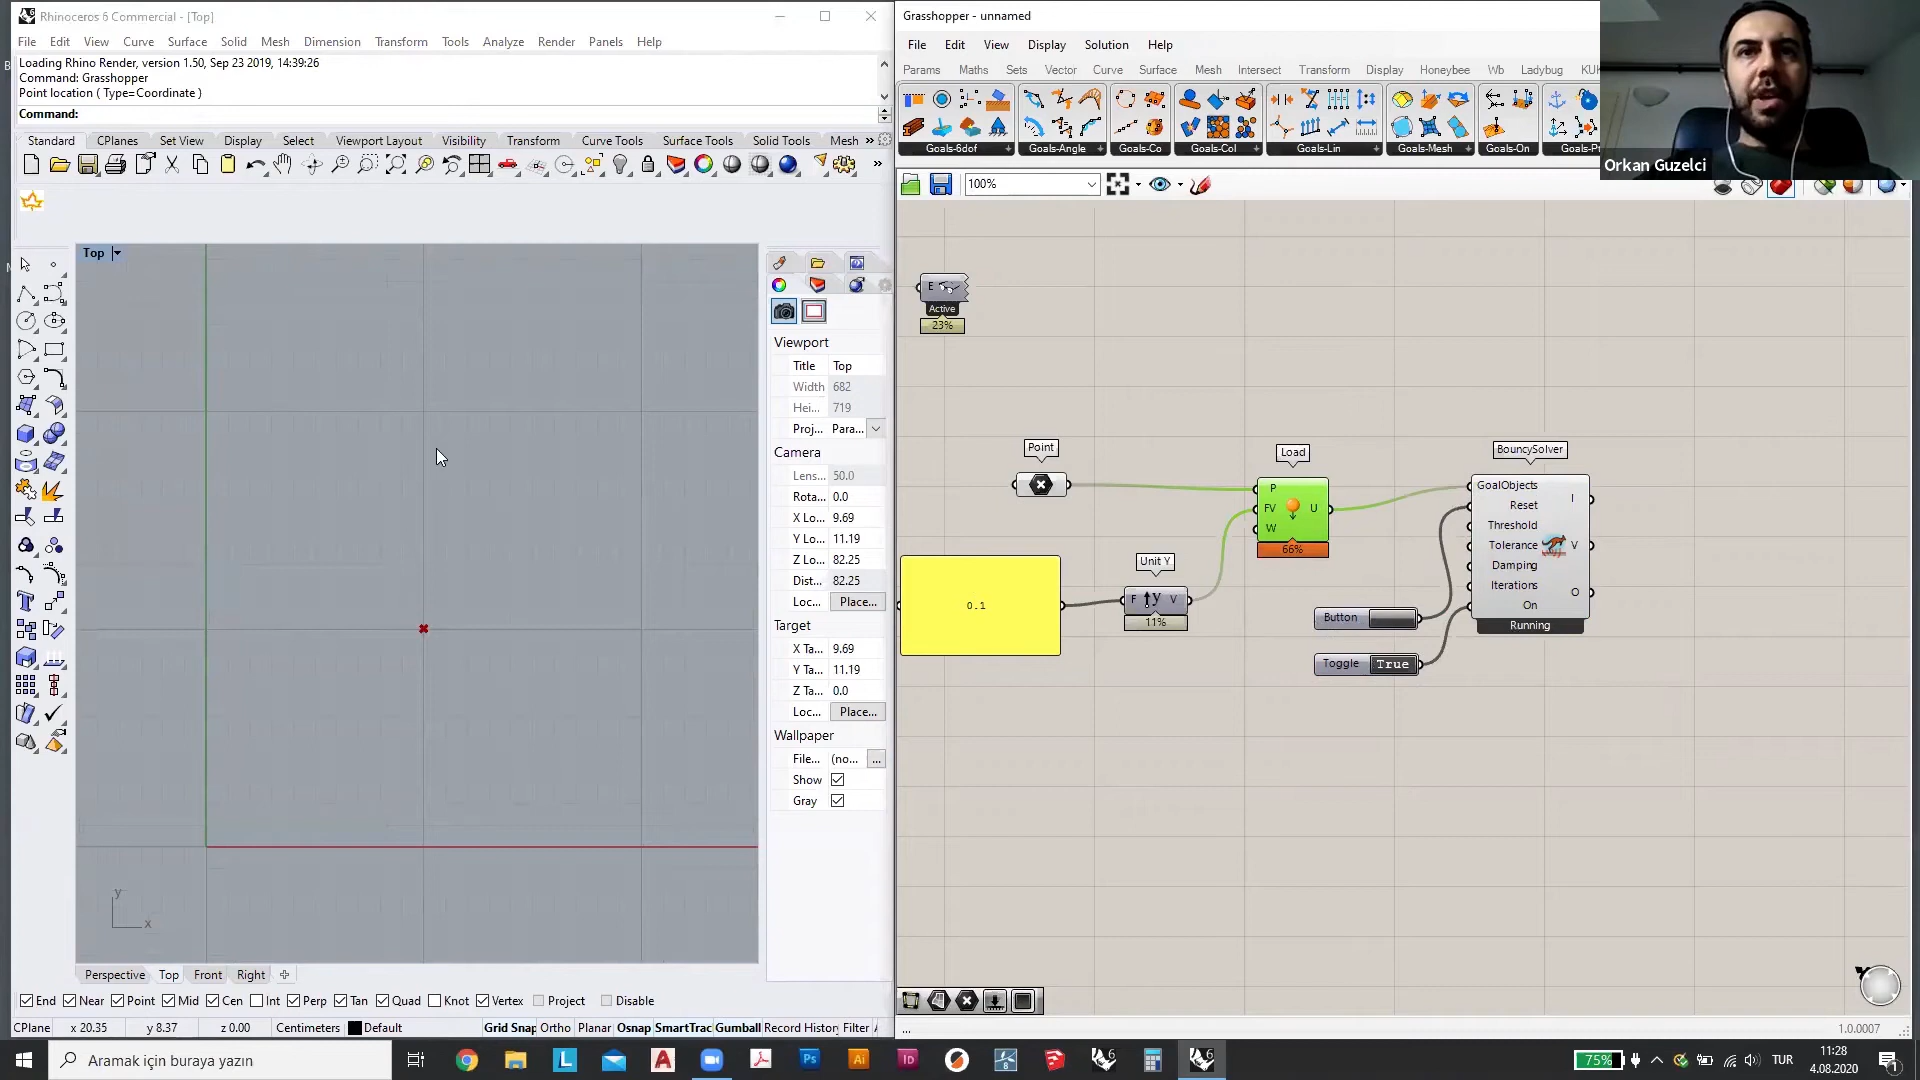 Rhinoceros 6 Commercial - [Top]
File Edit View Curve Surface Solid Mesh Dimension Transform Tools Analyze Render Panels Help
Loading Rhino Render, version 1.50, Sep 23 2019, 14:39:26
Command: Grasshopper
Point location ( Type=Coordinate )
Command:
Standard CPlanes Set View Display Select Viewport Layout Visibility Transform Curve Tools Surface Tools Solid Tools Mesh
Top
Viewport
Title Top
Width 682
Hei... 719
Proj... Para...
Camera
Lens... 50.0
Rota... 0.0
X Lo... 9.69
Y Lo... 11.19
Z Lo... 82.25
Dist... 82.25
Loc... Place...
Target
X Ta... 9.69
Y Ta... 11.19
Z Ta... 0.0
Loc... Place...
Wallpaper
File... (no... ...
Show
Gray
y
x
Perspective Top Front Right
End Near Point Mid Cen Int Perp Tan Quad Knot Vertex Project Disable
CPlane x 20.35 y 8.37 z 0.00 Centimeters Default Grid Snap Ortho Planar Osnap SmartTrac Gumball Record History Filter
Grasshopper - unnamed
File Edit View Display Solution Help
Params Maths Sets Vector Curve Surface Mesh Intersect Transform Display Honeybee Wb Ladybug KUK
Goals-6dof Goals-Angle Goals-Co Goals-Col Goals-Lin Goals-Mesh Goals-On Goals-P
Orkan Guzelci
100%
E
Active
23%
Point
Load
P
FV
W
U
66%
BouncySolver
GoalObjects
Reset
Threshold
Tolerance
Damping
Iterations
On
I
V
O
Running
0.1
Unit Y
F y V
11%
Button
Toggle True
...
1.0.0007
Aramak için buraya yazın
L
A
Ps
Ai
Id
8
6
75%
TUR
11:28
4.08.2020
1